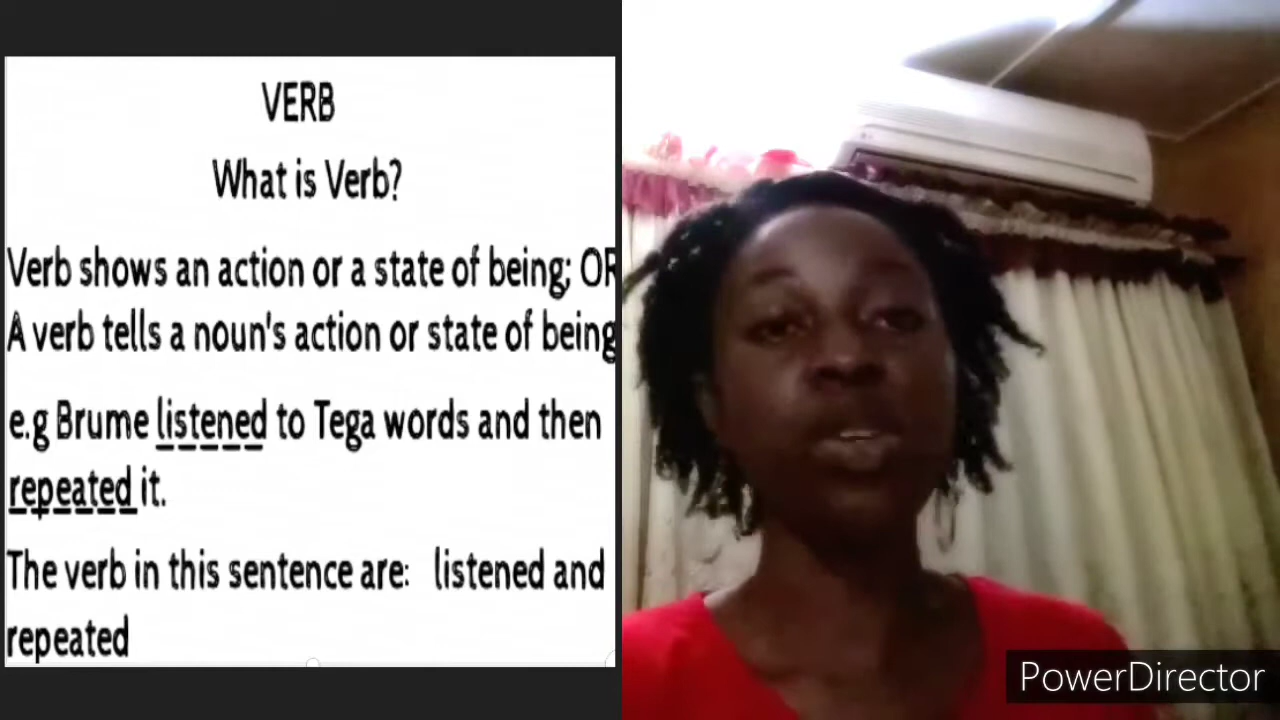 VERB
What is Verb?
Verb shows an action or a state of being; OR
A verb tells a noun's action or state of being
e.g Brume listened to Tega words and then
repeated it.
The verb in this sentence are: listened and
repeated
PowerDirector